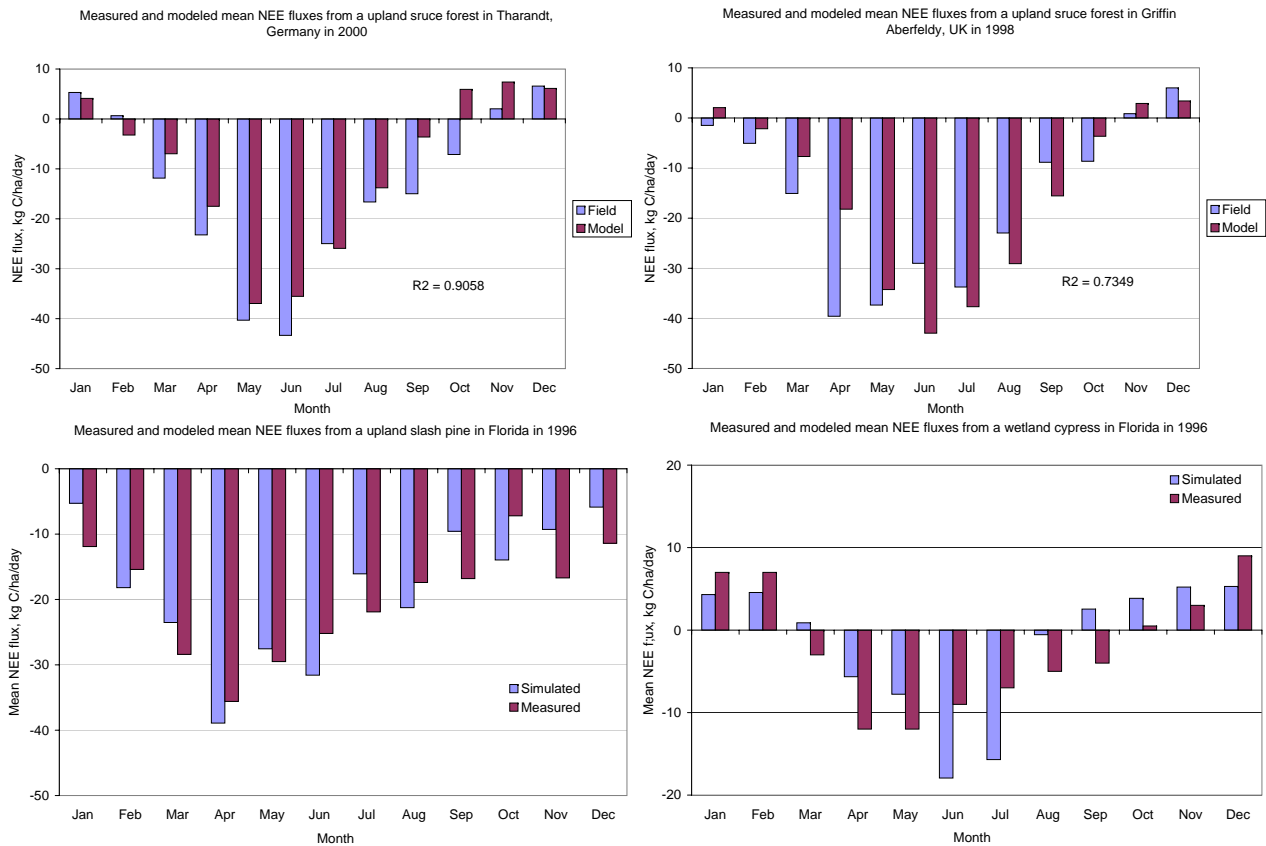 Measured and modeled mean NEE fluxes from a upland sruce forest in Tharandt,
Germany in 2000
10
0
-10
-20
-30
-40
-50
NEE flux, kg C/ha/day
Jan Feb Mar Apr May Jun Jul Aug Sep Oct Nov Dec
Month
Field
Model
R2 = 0.9058
Measured and modeled mean NEE fluxes from a upland sruce forest in Griffin
Aberfeldy, UK in 1998
10
0
-10
-20
-30
-40
-50
NEE flux, kg C/ha/day
Jan Feb Mar Apr May Jun Jul Aug Sep Oct Nov Dec
Month
Field
Model
R2 = 0.7349
Measured and modeled mean NEE fluxes from a upland slash pine in Florida in 1996
0
-10
-20
-30
-40
-50
Mean NEE flux, kg C/ha/day
Jan Feb Mar Apr May Jun Jul Aug Sep Oct Nov Dec
Month
Simulated
Measured
Measured and modeled mean NEE fluxes from a wetland cypress in Florida in 1996
20
10
0
-10
-20
Mean NEE f;ux, kg C/ha/day
Jan Feb Mar Apr May Jun Jul Aug Sep Oct Nov Dec
Month
Simulated
Measured